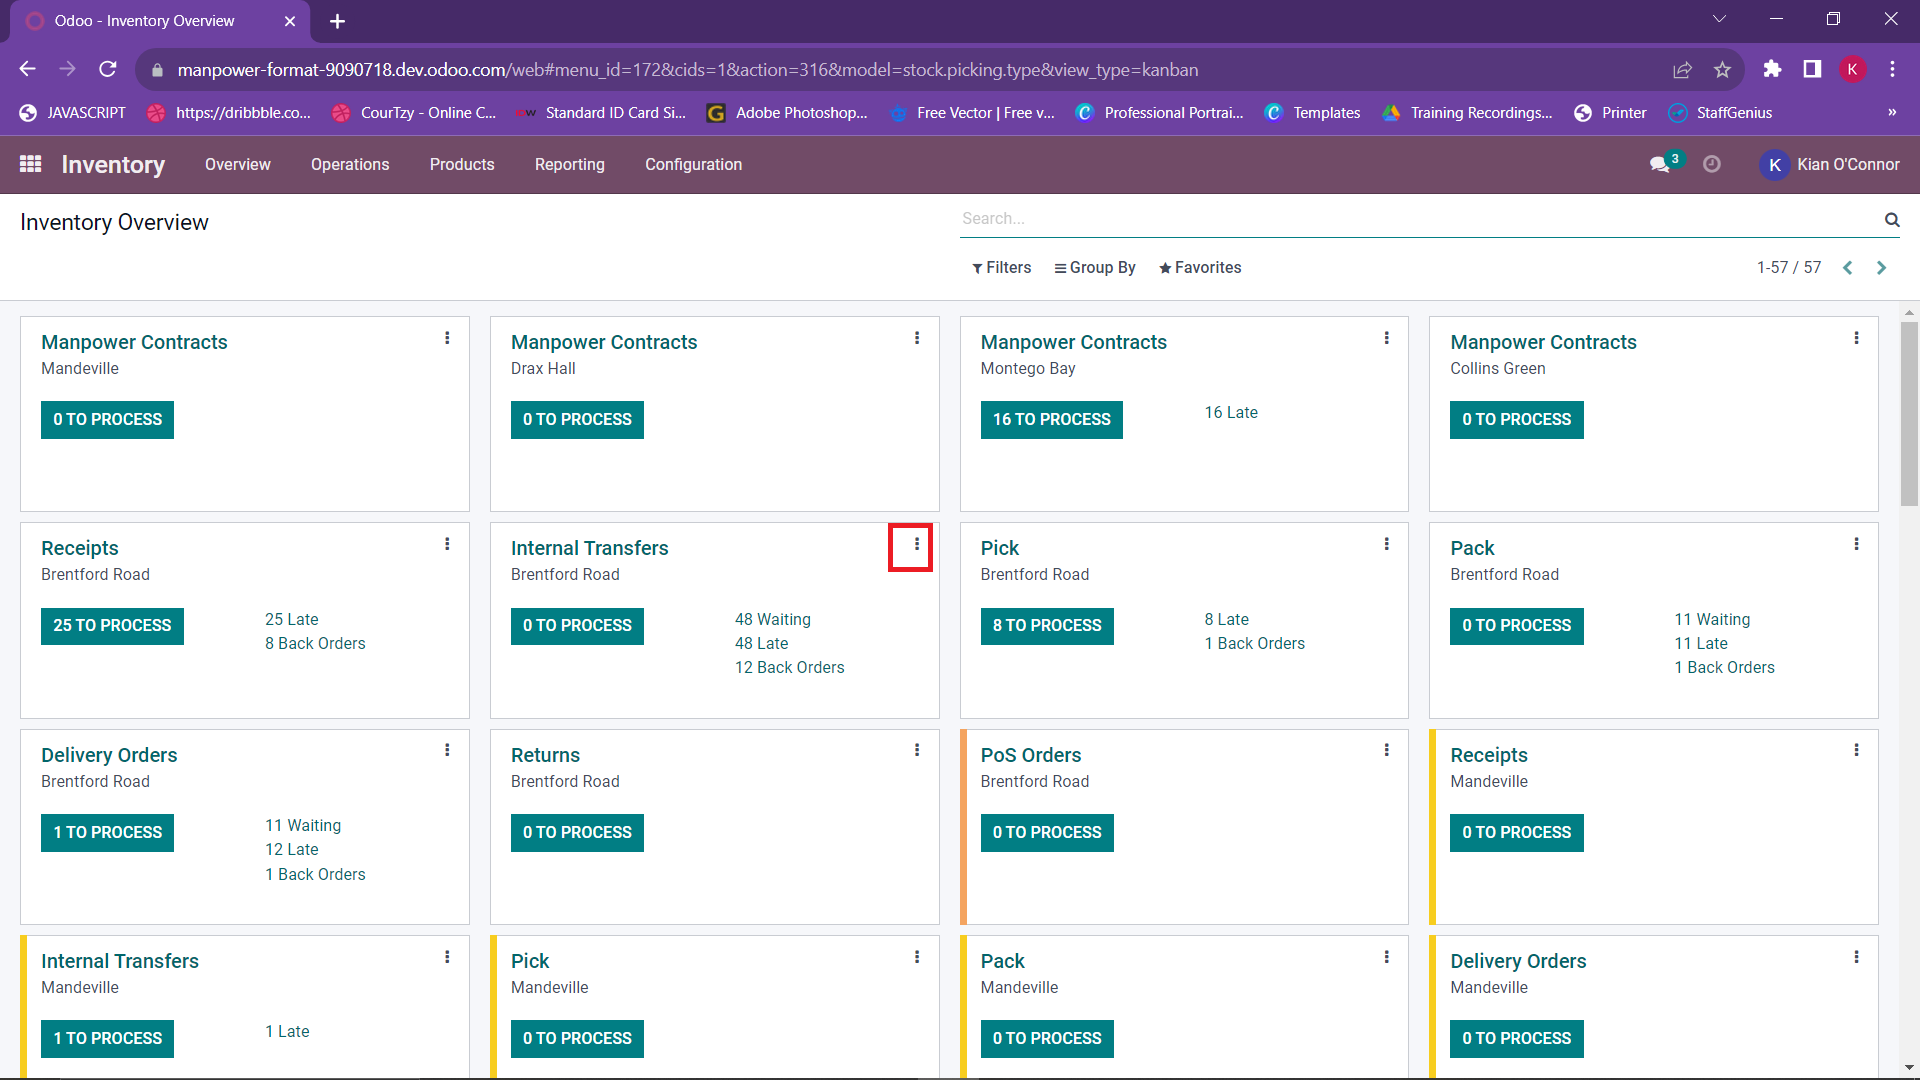 Odoo - Inventory Overview
manpower-format-9090718.dev.odoo.com/web#menu_id=172&cids=1&action=316&model=stock.picking.type&view_type=kanban
K
JAVASCRIPT https://dribbble.co... CourTzy - Online C... Standard ID Card Si... G Adobe Photoshop... Free Vector | Free v... Professional Portrai... Templates Training Recordings... Printer StaffGenius »
Inventory Overview Operations Products Reporting Configuration 3 K Kian O'Connor
Inventory Overview
Search...
Filters Group By Favorites 1-57 / 57
Manpower Contracts
Mandeville
0 TO PROCESS
Manpower Contracts
Drax Hall
0 TO PROCESS
Manpower Contracts
Montego Bay
16 TO PROCESS 16 Late
Manpower Contracts
Collins Green
0 TO PROCESS
Receipts
Brentford Road
25 TO PROCESS 25 Late
8 Back Orders
Internal Transfers
Brentford Road
0 TO PROCESS 48 Waiting
48 Late
12 Back Orders
Pick
Brentford Road
8 TO PROCESS 8 Late
1 Back Orders
Pack
Brentford Road
0 TO PROCESS 11 Waiting
11 Late
1 Back Orders
Delivery Orders
Brentford Road
1 TO PROCESS 11 Waiting
12 Late
1 Back Orders
Returns
Brentford Road
0 TO PROCESS
PoS Orders
Brentford Road
0 TO PROCESS
Receipts
Mandeville
0 TO PROCESS
Internal Transfers
Mandeville
1 TO PROCESS 1 Late
Pick
Mandeville
0 TO PROCESS
Pack
Mandeville
0 TO PROCESS
Delivery Orders
Mandeville
0 TO PROCESS